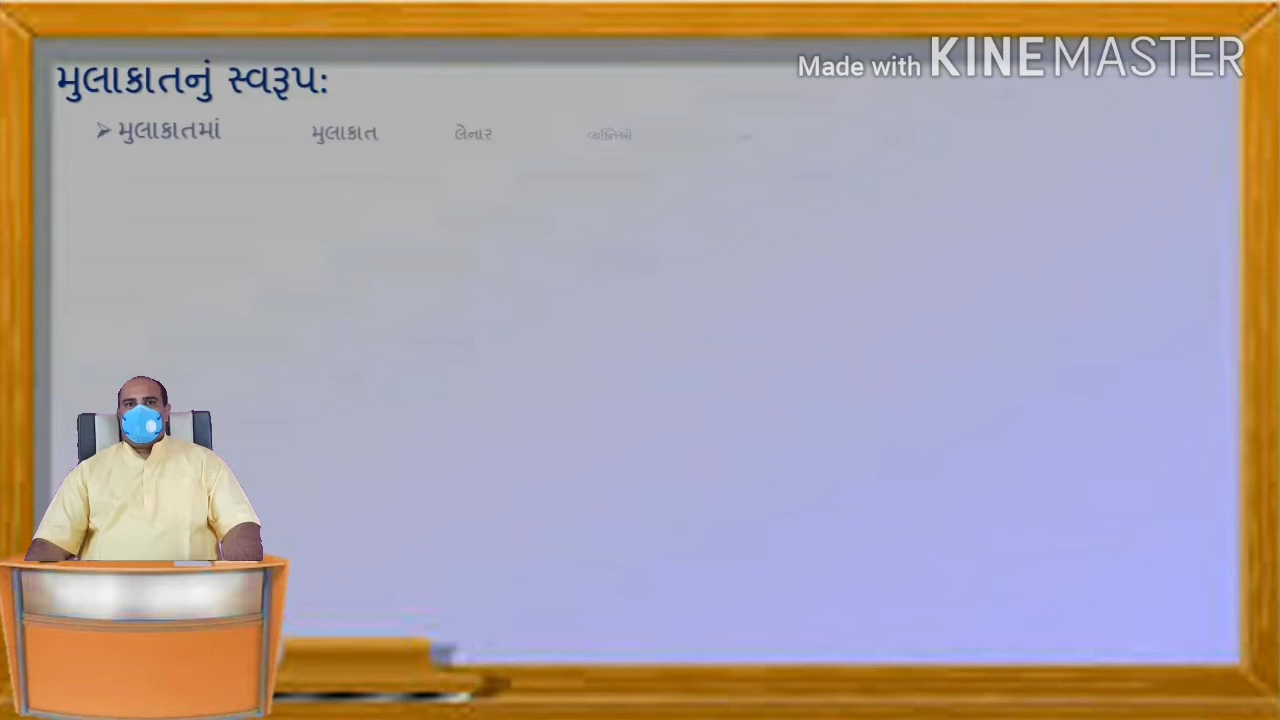 Made with KINEMASTER
મુલાકાતનું સ્વરૂપ:
➢ મુલાકાતમાં મુલાકાત લેનાર વ્યક્તિઓ